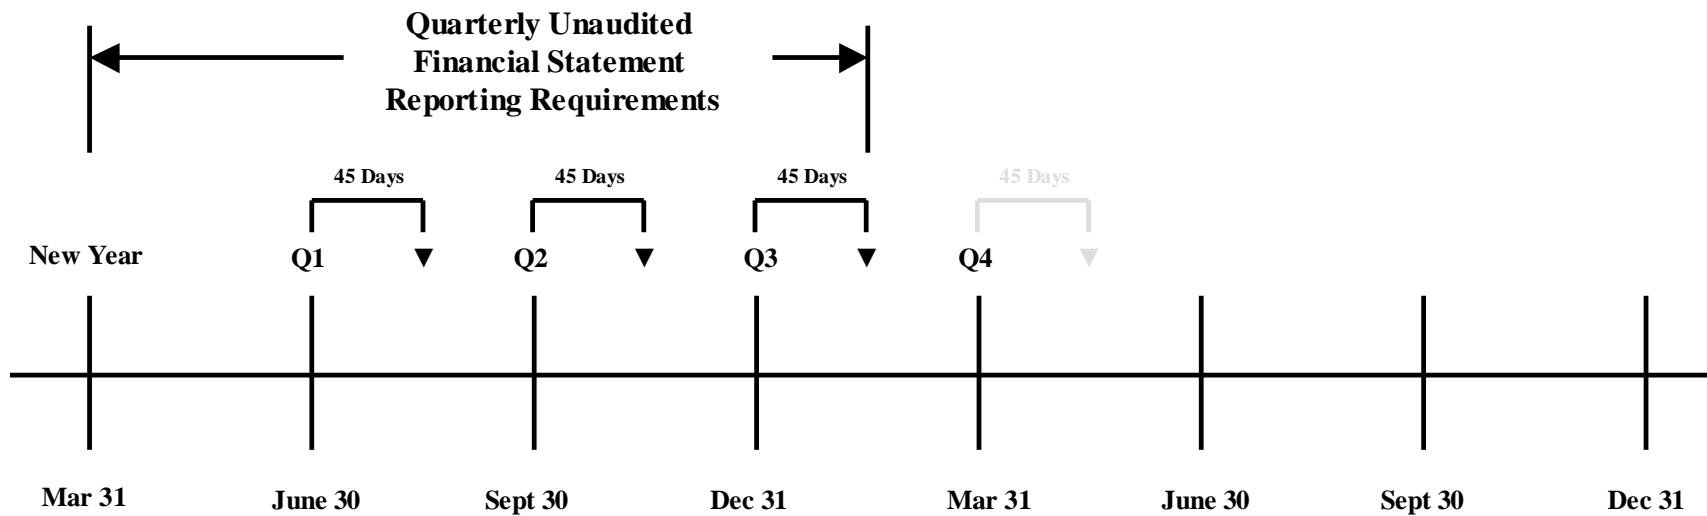 Quarterly Unaudited
Financial Statement
Reporting Requirements
45 Days 45 Days 45 Days 45 Days
New Year Q1 ▼ Q2 ▼ Q3 ▼ Q4 ▼
Mar 31 June 30 Sept 30 Dec 31 Mar 31 June 30 Sept 30 Dec 31